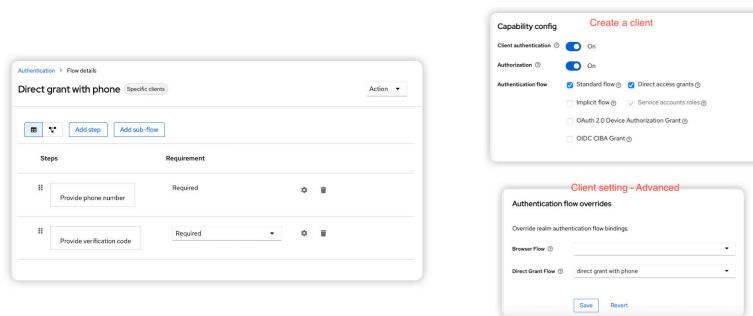 Authentication > Flow details
Direct grant with phone Specific clients
Action
Add step Add sub-flow
Steps Requirement
Provide phone number Required
Provide verification code Required
Create a client
Capability config
Client authentication On
Authorization On
Authentication flow Standard flow Direct access grants
Implicit flow Service accounts roles
OAuth 2.0 Device Authorization Grant
OIDC CIBA Grant
Client setting - Advanced
Authentication flow overrides
Override realm authentication flow bindings.
Browser Flow
Direct Grant Flow direct grant with phone
Save Revert